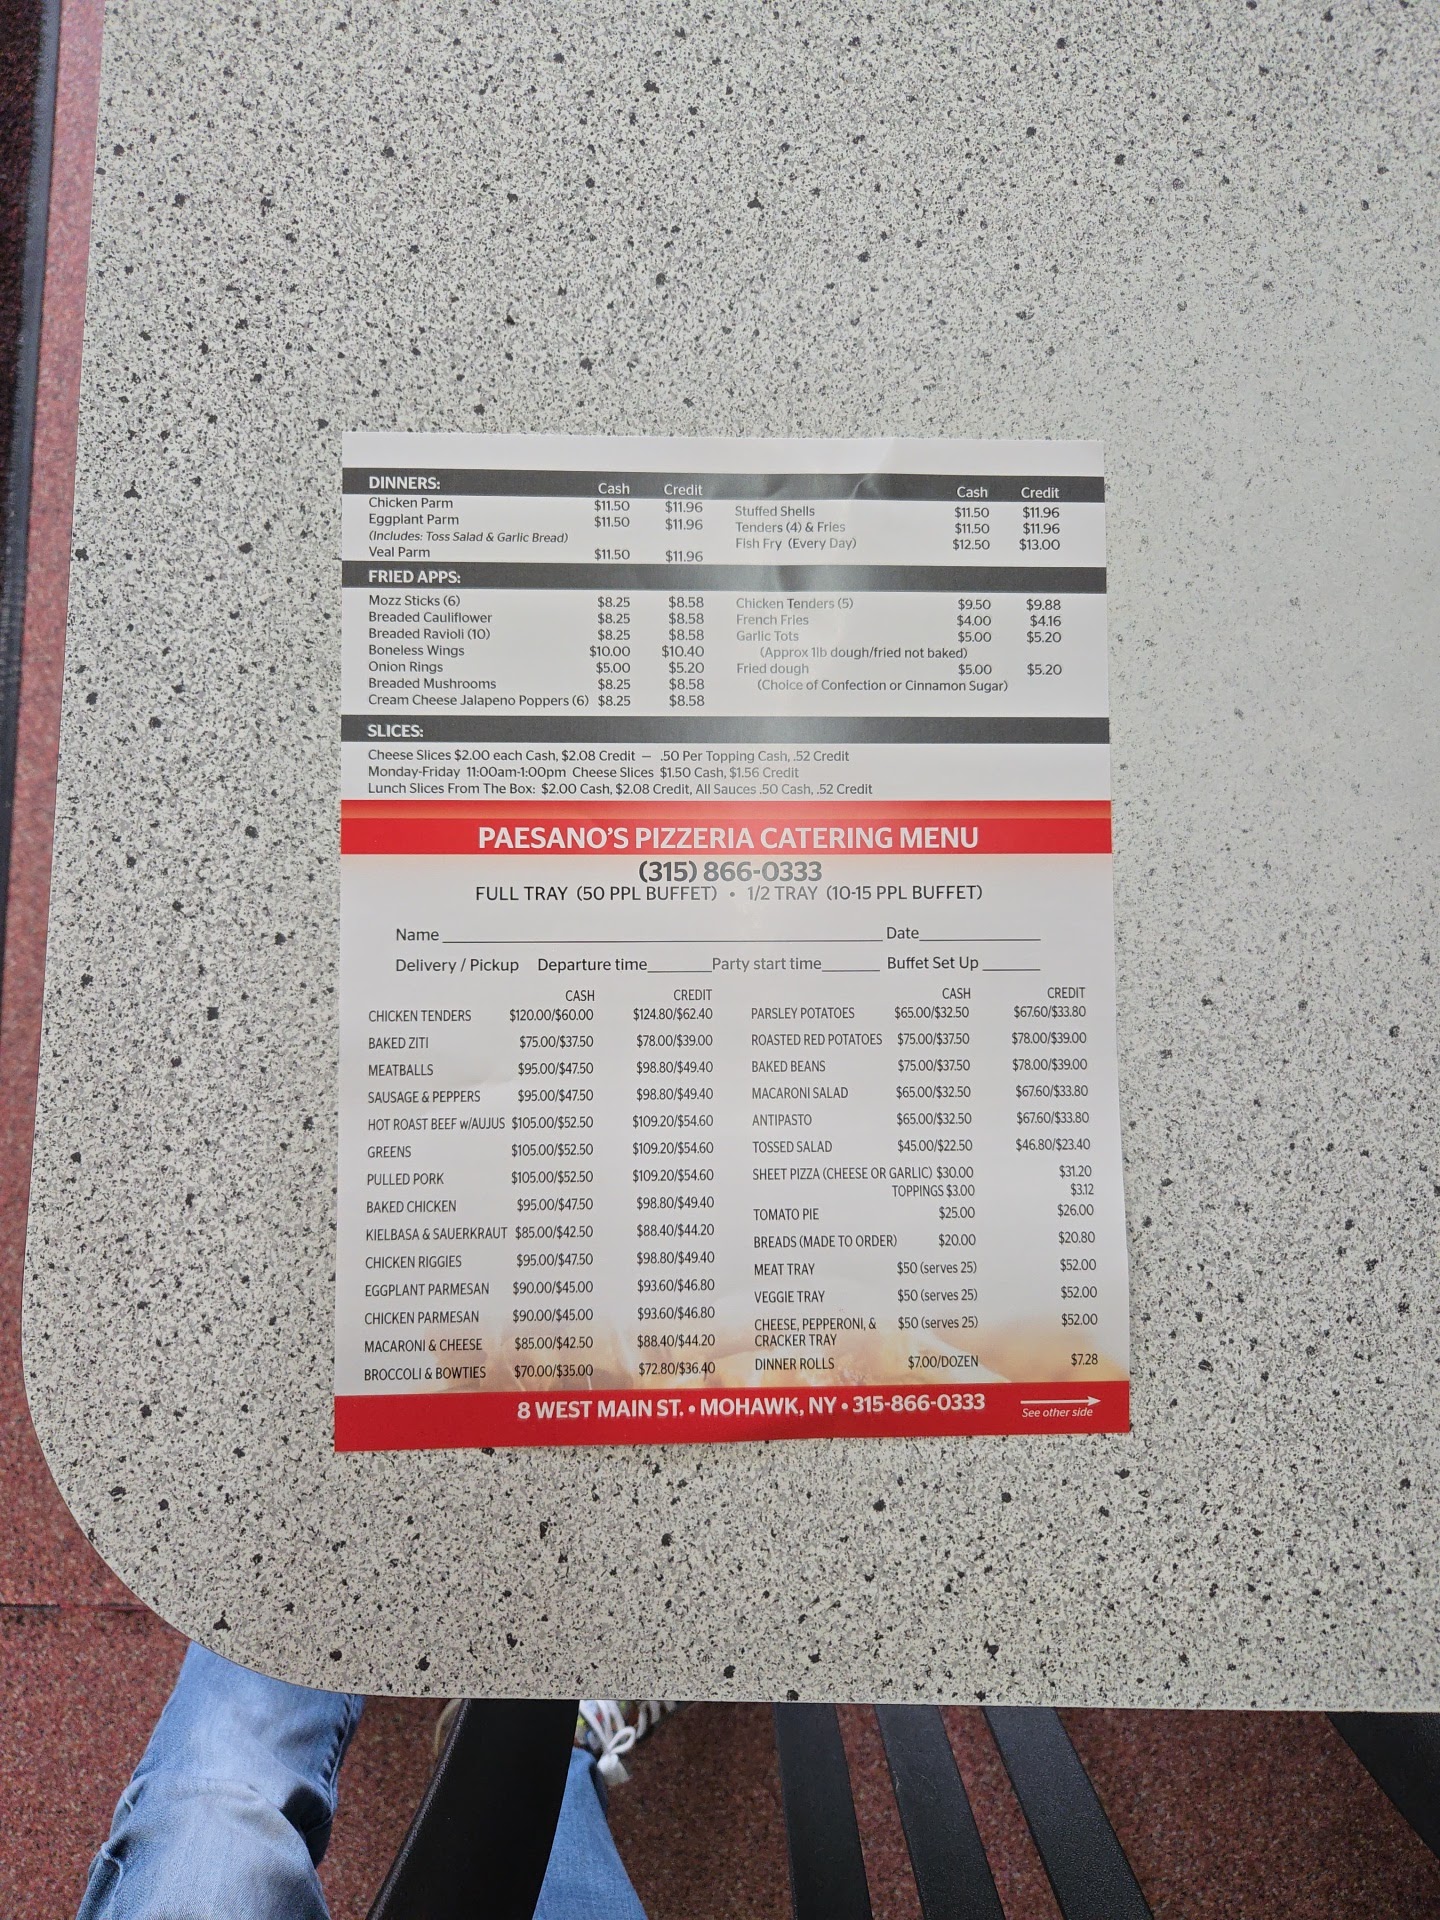 DINNERS: Cash Credit Cash Credit
Chicken Parm $11.50 $11.96 Stuffed Shells $11.50 $11.96
Eggplant Parm $11.50 $11.96 Tenders (4) & Fries $11.50 $11.96
(Includes: Toss Salad & Garlic Bread) Fish Fry (Every Day) $12.50 $13.00
Veal Parm $11.50 $11.96
FRIED APPS:
Mozz Sticks (6) $8.25 $8.58 Chicken Tenders (5) $9.50 $9.88
Breaded Cauliflower $8.25 $8.58 French Fries $4.00 $4.16
Breaded Ravioli (10) $8.25 $8.58 Garlic Tots $5.00 $5.20
Boneless Wings $10.00 $10.40 (Approx 1lb dough/fried not baked)
Onion Rings $5.00 $5.20 Fried dough $5.00 $5.20
Breaded Mushrooms $8.25 $8.58 (Choice of Confection or Cinnamon Sugar)
Cream Cheese Jalapeno Poppers (6) $8.25 $8.58
SLICES:
Cheese Slices $2.00 each Cash, $2.08 Credit — .50 Per Topping Cash, .52 Credit
Monday-Friday 11:00am-1:00pm Cheese Slices $1.50 Cash, $1.56 Credit
Lunch Slices From The Box: $2.00 Cash, $2.08 Credit, All Sauces .50 Cash, .52 Credit
PAESANO'S PIZZERIA CATERING MENU
(315) 866-0333
FULL TRAY (50 PPL BUFFET) • 1/2 TRAY (10-15 PPL BUFFET)
Name Date
Delivery / Pickup Departure time Party start time Buffet Set Up
CASH CREDIT CASH CREDIT
CHICKEN TENDERS $120.00/$60.00 $124.80/$62.40 PARSLEY POTATOES $65.00/$32.50 $67.60/$33.80
BAKED ZITI $75.00/$37.50 $78.00/$39.00 ROASTED RED POTATOES $75.00/$37.50 $78.00/$39.00
MEATBALLS $95.00/$47.50 $98.80/$49.40 BAKED BEANS $75.00/$37.50 $78.00/$39.00
SAUSAGE & PEPPERS $95.00/$47.50 $98.80/$49.40 MACARONI SALAD $65.00/$32.50 $67.60/$33.80
HOT ROAST BEEF w/AUJUS $105.00/$52.50 $109.20/$54.60 ANTIPASTO $65.00/$32.50 $67.60/$33.80
GREENS $105.00/$52.50 $109.20/$54.60 TOSSED SALAD $45.00/$22.50 $46.80/$23.40
PULLED PORK $105.00/$52.50 $109.20/$54.60 SHEET PIZZA (CHEESE OR GARLIC) $30.00 $31.20
TOPPINGS $3.00 $3.12
BAKED CHICKEN $95.00/$47.50 $98.80/$49.40 TOMATO PIE $25.00 $26.00
KIELBASA & SAUERKRAUT $85.00/$42.50 $88.40/$44.20 BREADS (MADE TO ORDER) $20.00 $20.80
CHICKEN RIGGIES $95.00/$47.50 $98.80/$49.40 MEAT TRAY $50 (serves 25) $52.00
EGGPLANT PARMESAN $90.00/$45.00 $93.60/$46.80 VEGGIE TRAY $50 (serves 25) $52.00
CHICKEN PARMESAN $90.00/$45.00 $93.60/$46.80 CHEESE, PEPPERONI, & $50 (serves 25) $52.00
MACARONI & CHEESE $85.00/$42.50 $88.40/$44.20 CRACKER TRAY
BROCCOLI & BOWTIES $70.00/$35.00 $72.80/$36.40 DINNER ROLLS $7.00/DOZEN $7.28
8 WEST MAIN ST. • MOHAWK, NY • 315-866-0333
See other side